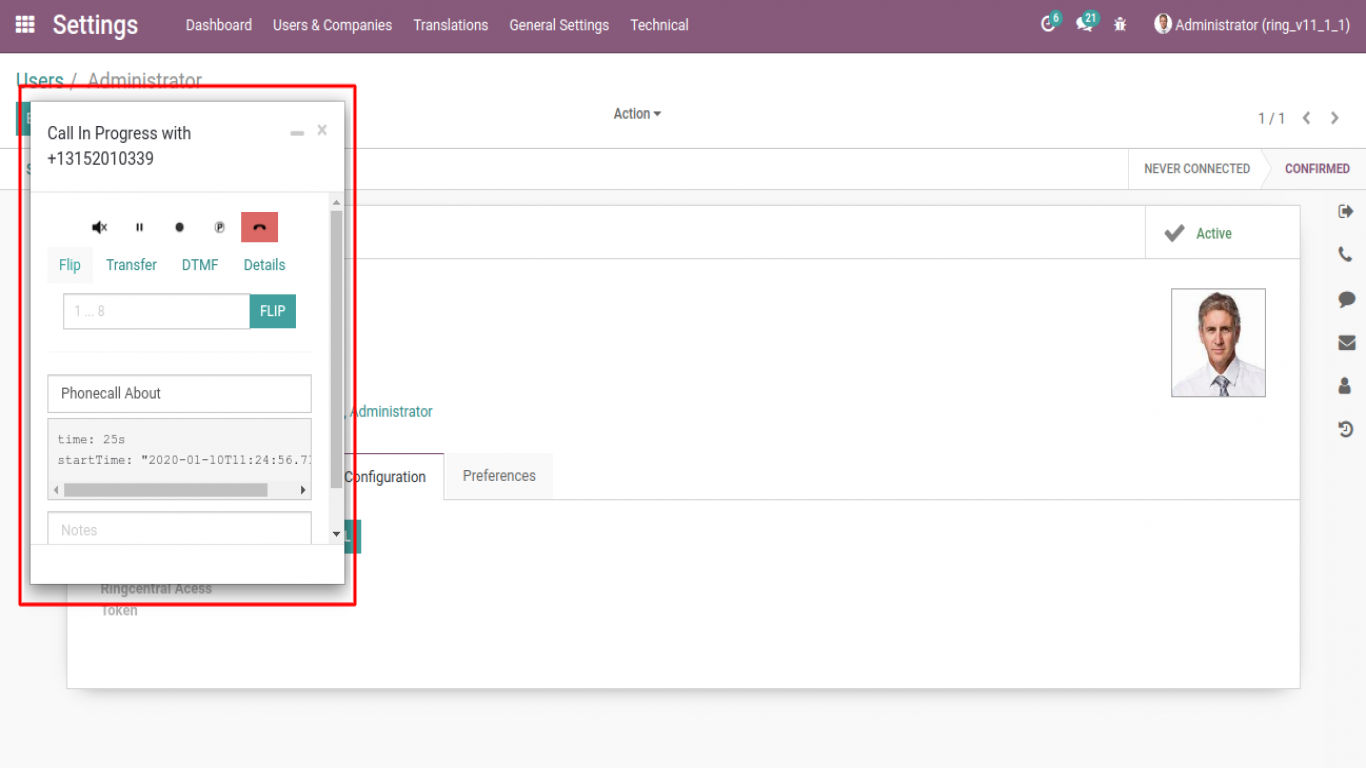 Settings
Dashboard Users & Companies Translations General Settings Technical
6 21 Administrator (ring_v11_1_1)
Users / Administrator
Action
1 / 1
NEVER CONNECTED CONFIRMED
Call In Progress with
+13152010339
P
Flip Transfer DTMF Details
1 ... 8 FLIP
Phonecall About
time: 25s
startTime: "2020-01-10T11:24:56.7
Notes
Active
, Administrator
Configuration Preferences
Ringcentral Acess
Token